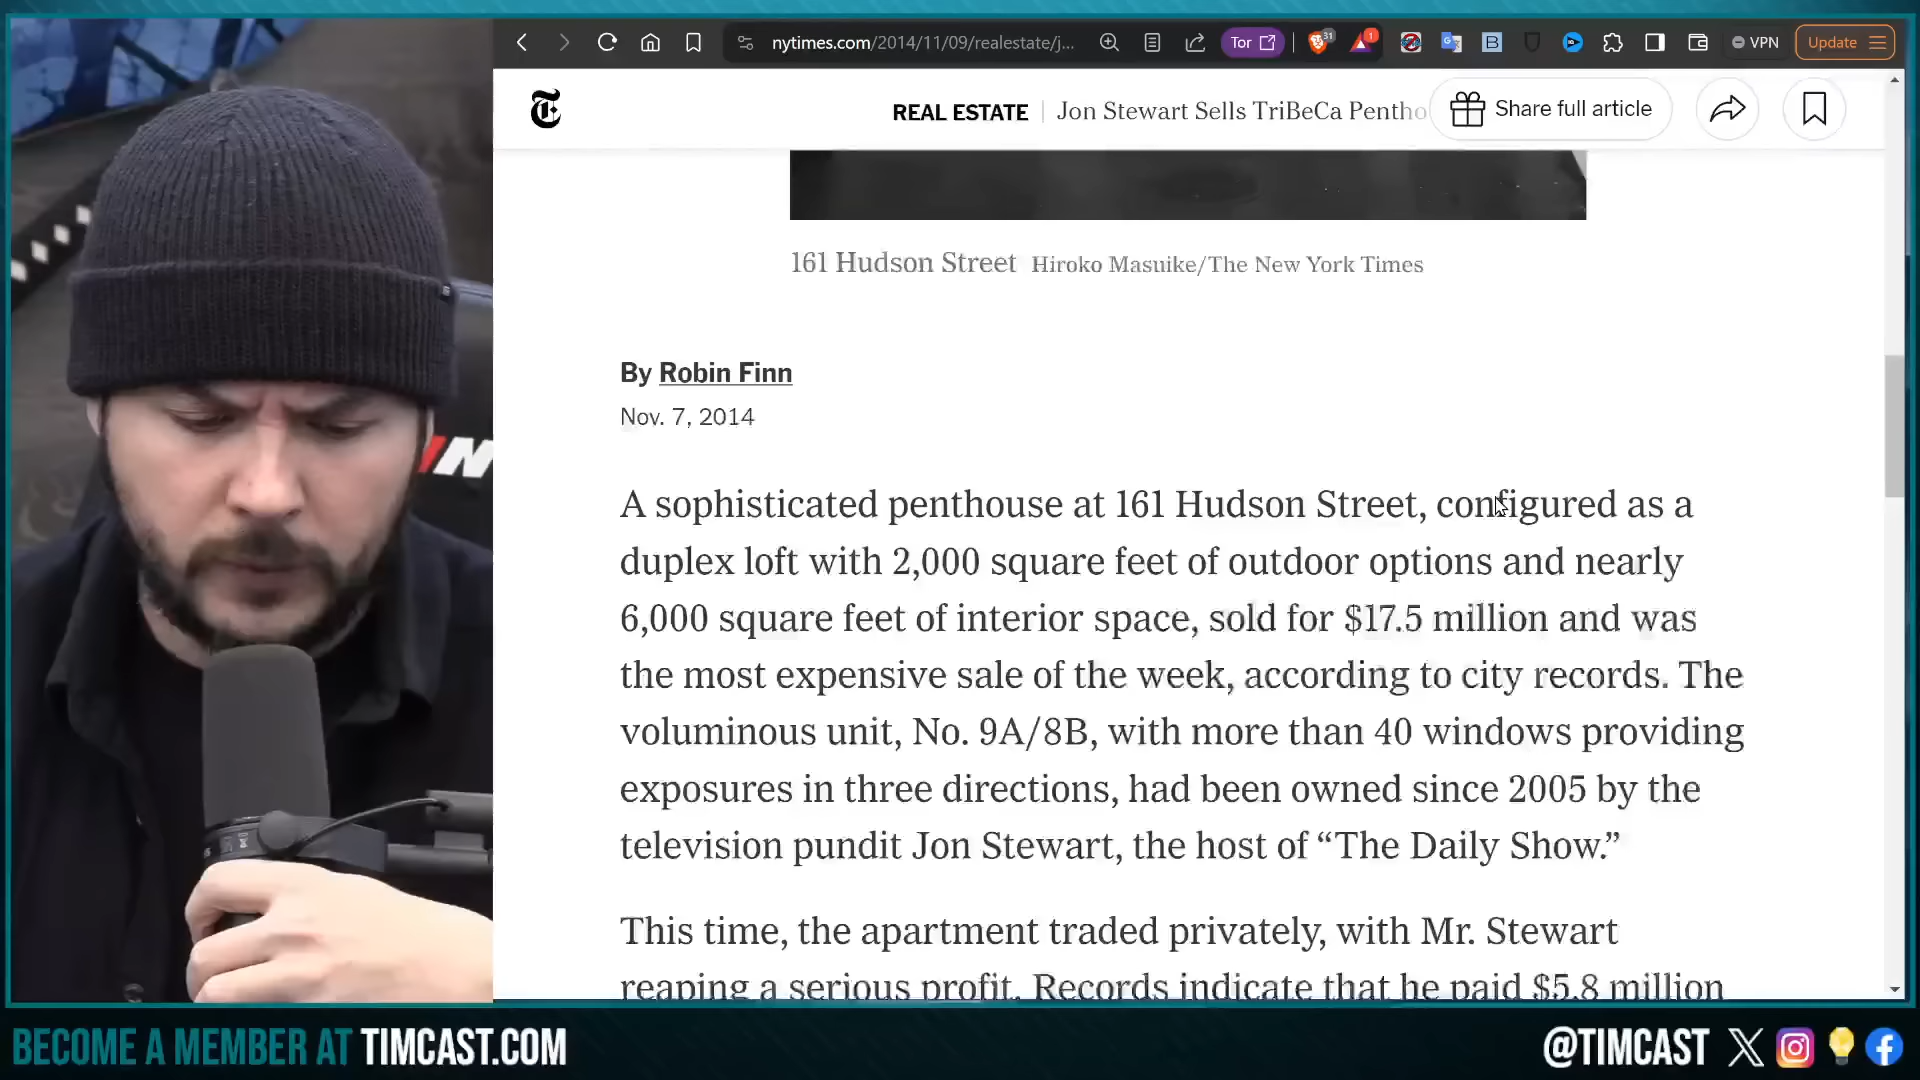 nytimes.com/2014/11/09/realestate/j...
Tor
31
1
B
VPN
Update
T
REAL ESTATE
Jon Stewart Sells TriBeCa Pentho
Share full article
161 Hudson Street Hiroko Masuike/The New York Times
By Robin Finn
Nov. 7, 2014
A sophisticated penthouse at 161 Hudson Street, configured as a
duplex loft with 2,000 square feet of outdoor options and nearly
6,000 square feet of interior space, sold for $17.5 million and was
the most expensive sale of the week, according to city records. The
voluminous unit, No. 9A/8B, with more than 40 windows providing
exposures in three directions, had been owned since 2005 by the
television pundit Jon Stewart, the host of “The Daily Show.”
This time, the apartment traded privately, with Mr. Stewart
reaping a serious profit. Records indicate that he paid $5.8 million
BECOME A MEMBER AT TIMCAST.COM
@TIMCAST